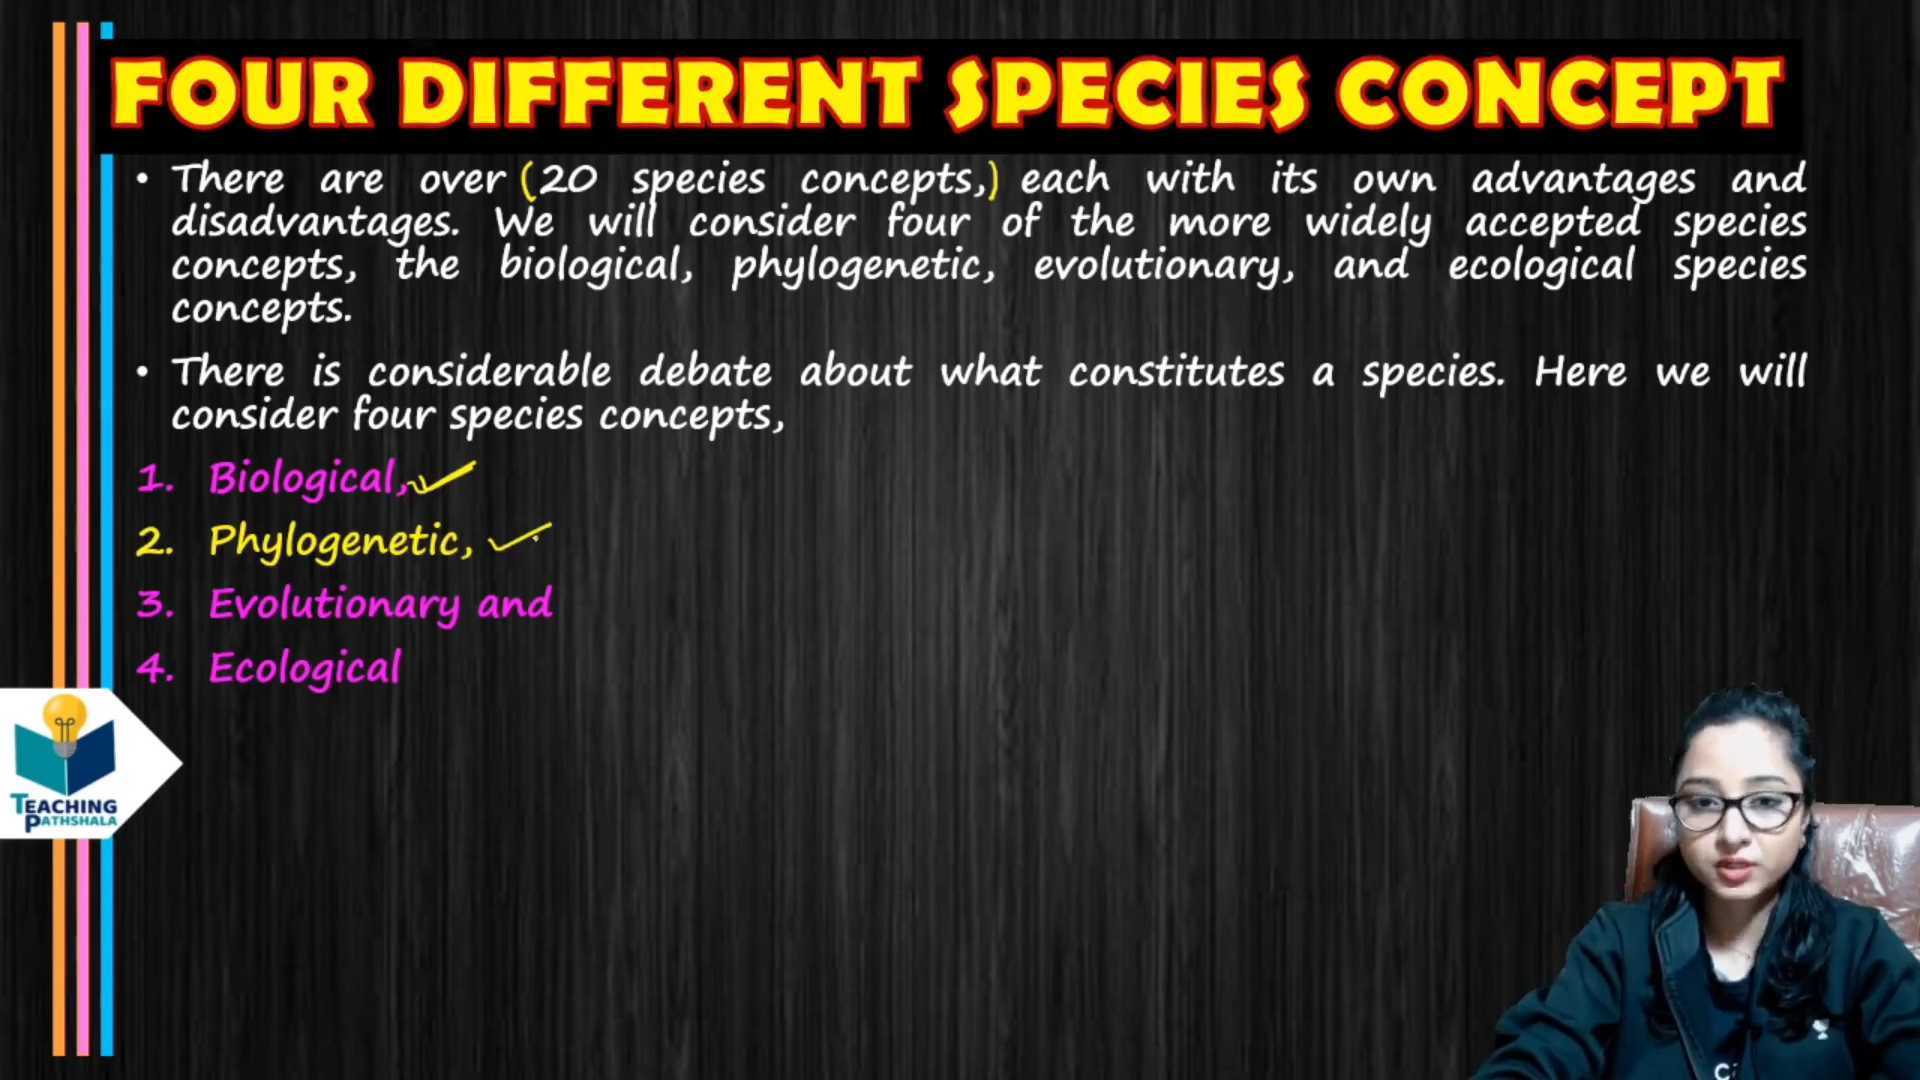 FOUR DIFFERENT SPECIES CONCEPT
• There are over (20 species concepts,) each with its own advantages and
disadvantages. We will consider four of the more widely accepted species
concepts, the biological, phylogenetic, evolutionary, and ecological species
concepts.
• There is considerable debate about what constitutes a species. Here we will
consider four species concepts,
1. Biological,
2. Phylogenetic,
3. Evolutionary and
4. Ecological
TEACHING
PATHSHALA